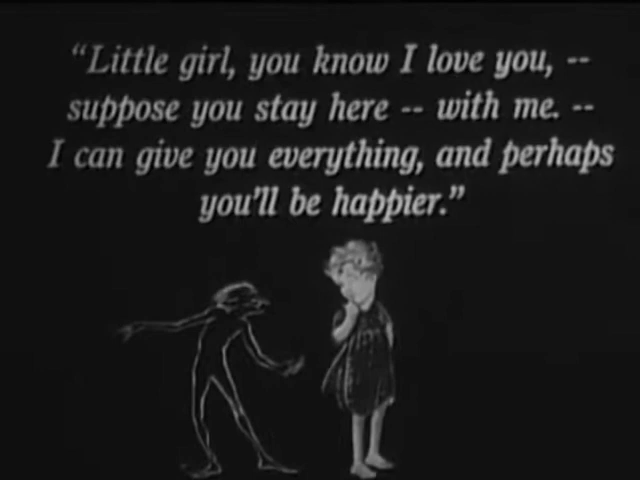 “Little girl, you know I love you, --
suppose you stay here -- with me. --
I can give you everything, and perhaps
you’ll be happier.”